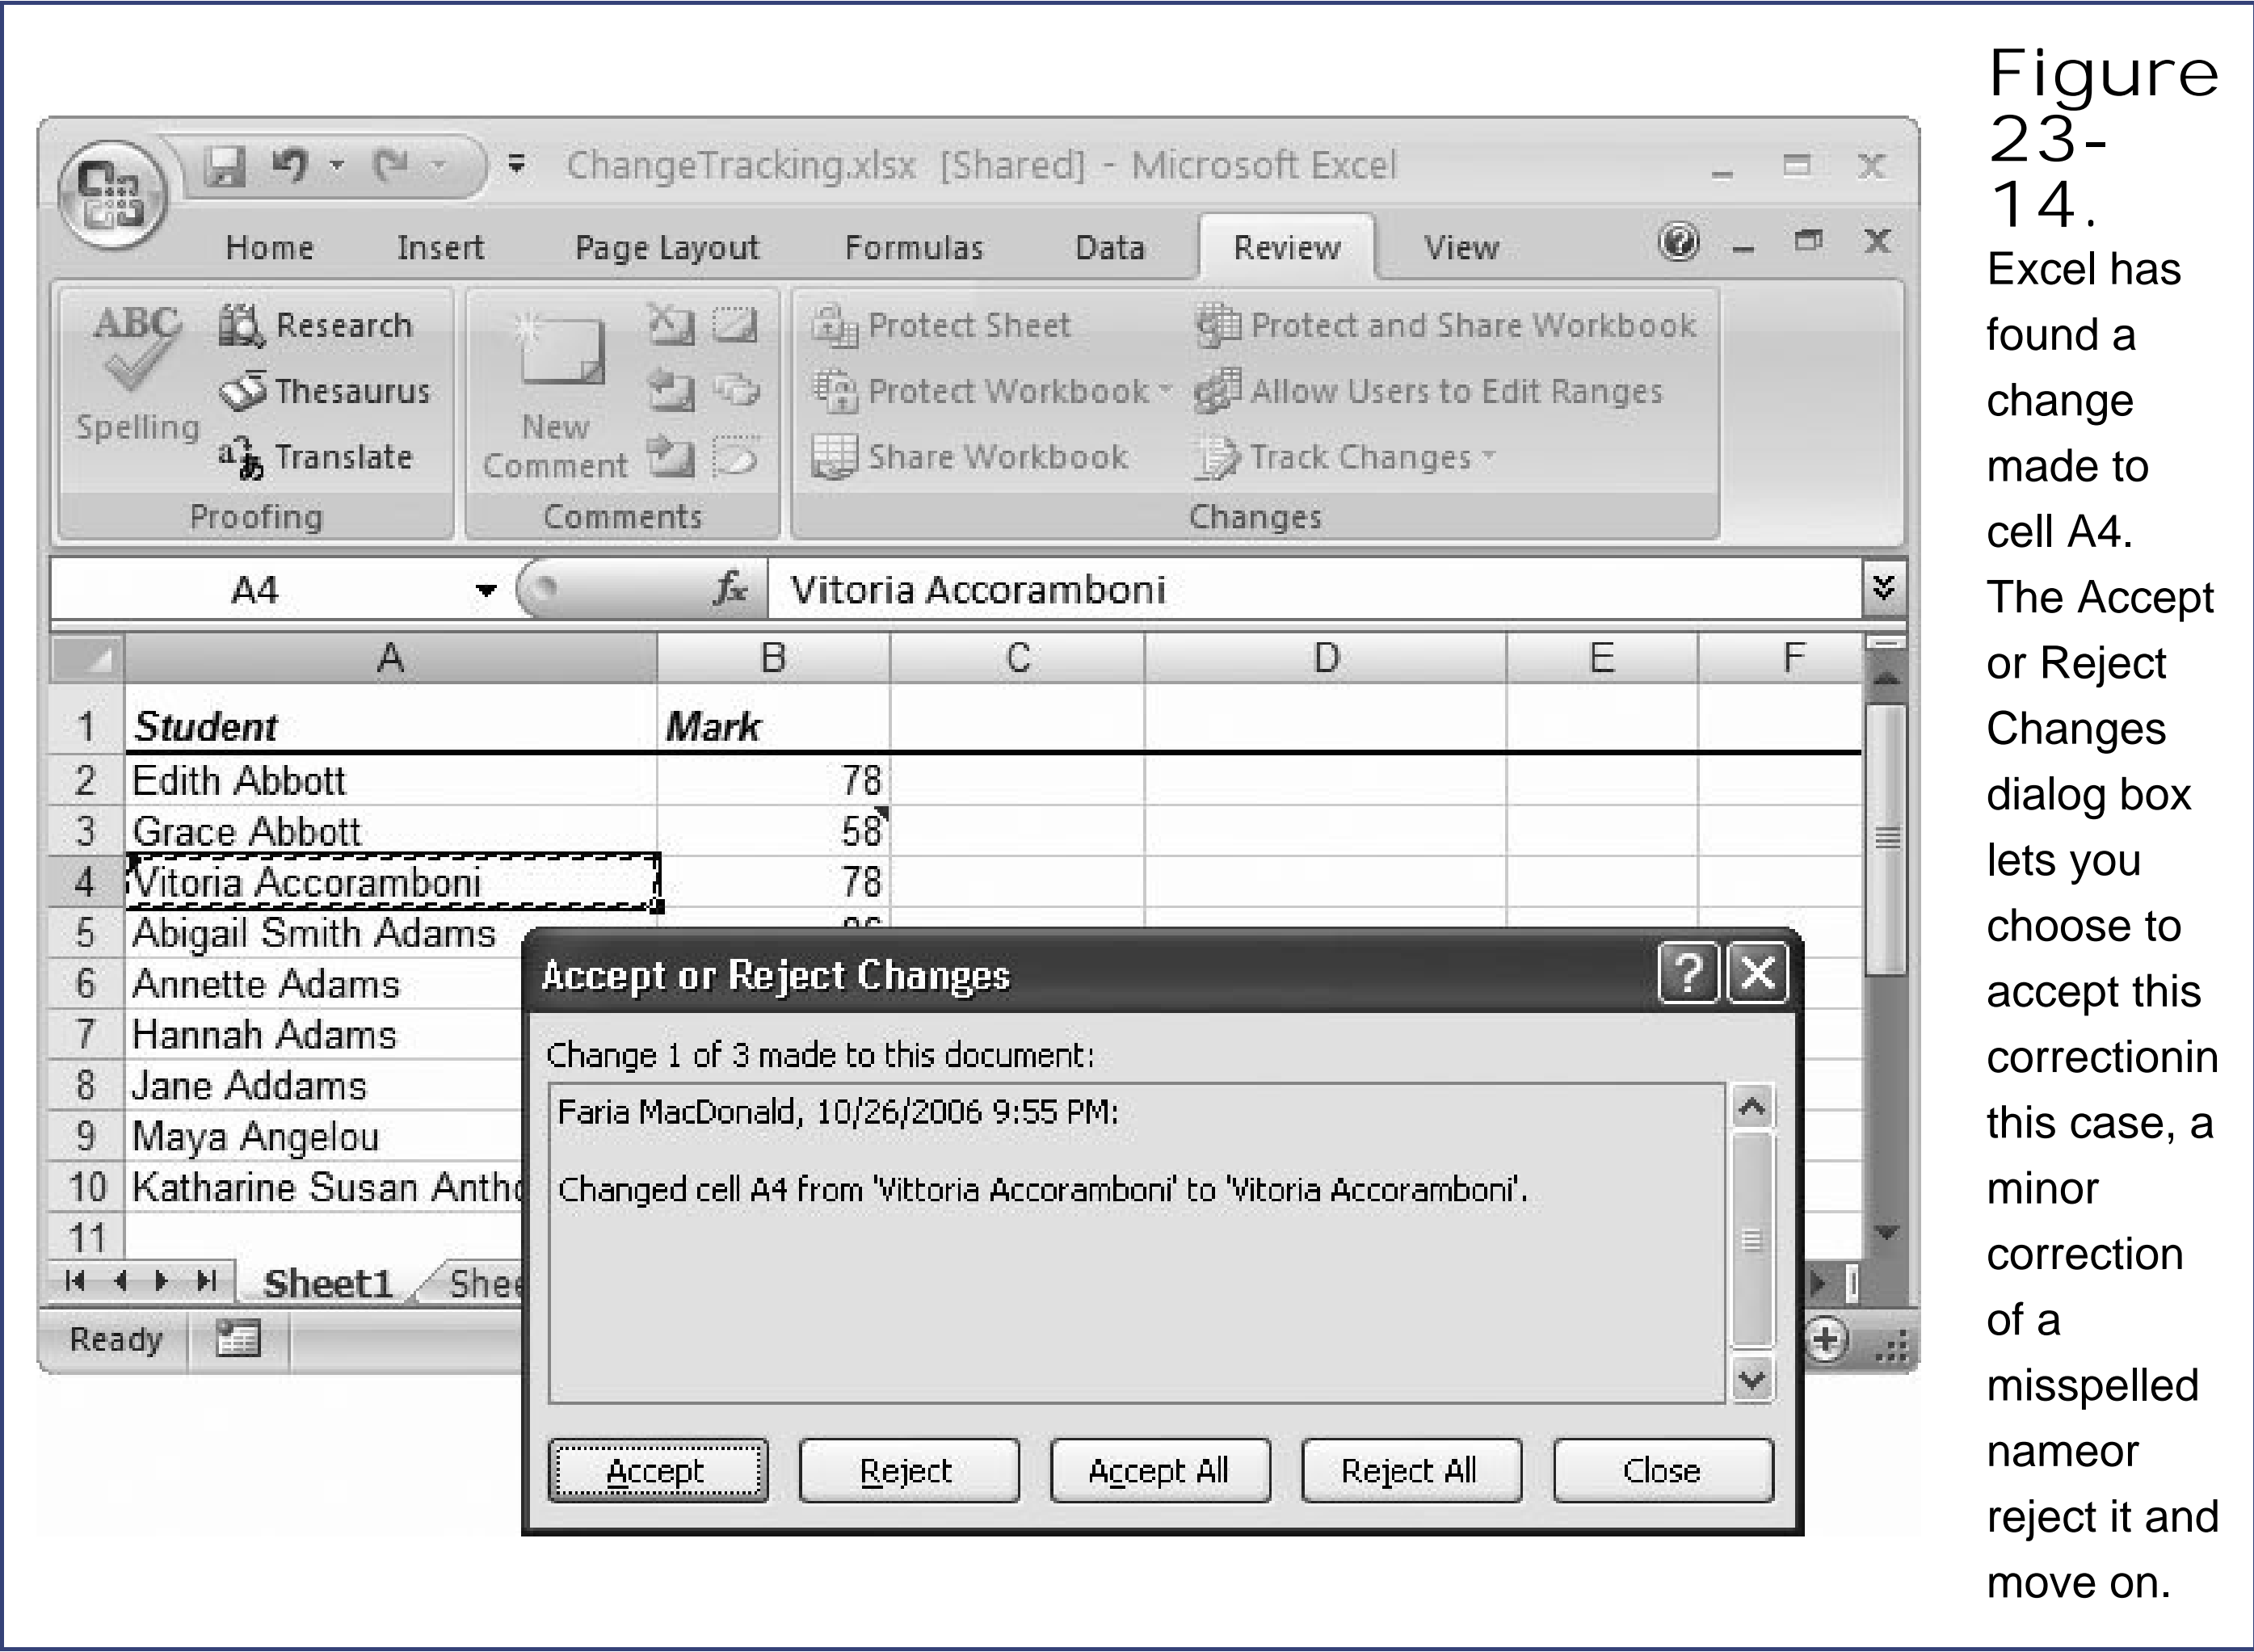 ChangeTracking.xlsx [Shared] - Microsoft Excel
Home Insert Page Layout Formulas Data Review View
ABC
Spelling
Research
Thesaurus
Translate
Proofing
New
Comment
Comments
Protect Sheet
Protect Workbook
Share Workbook
Protect and Share Workbook
Allow Users to Edit Ranges
Track Changes
Changes
A4 fx Vitoria Accoramboni
A B C D E F
1 Student Mark
2 Edith Abbott 78
3 Grace Abbott 58
4 Vitoria Accoramboni 78
5 Abigail Smith Adams
6 Annette Adams
7 Hannah Adams
8 Jane Addams
9 Maya Angelou
10 Katharine Susan Antho
11
Sheet1 Shee
Ready
Accept or Reject Changes
Change 1 of 3 made to this document:
Faria MacDonald, 10/26/2006 9:55 PM:
Changed cell A4 from 'Vittoria Accoramboni' to 'Vitoria Accoramboni'.
Accept Reject Accept All Reject All Close
Figure
23-
14.
Excel has
found a
change
made to
cell A4.
The Accept
or Reject
Changes
dialog box
lets you
choose to
accept this
correctionin
this case, a
minor
correction
of a
misspelled
nameor
reject it and
move on.